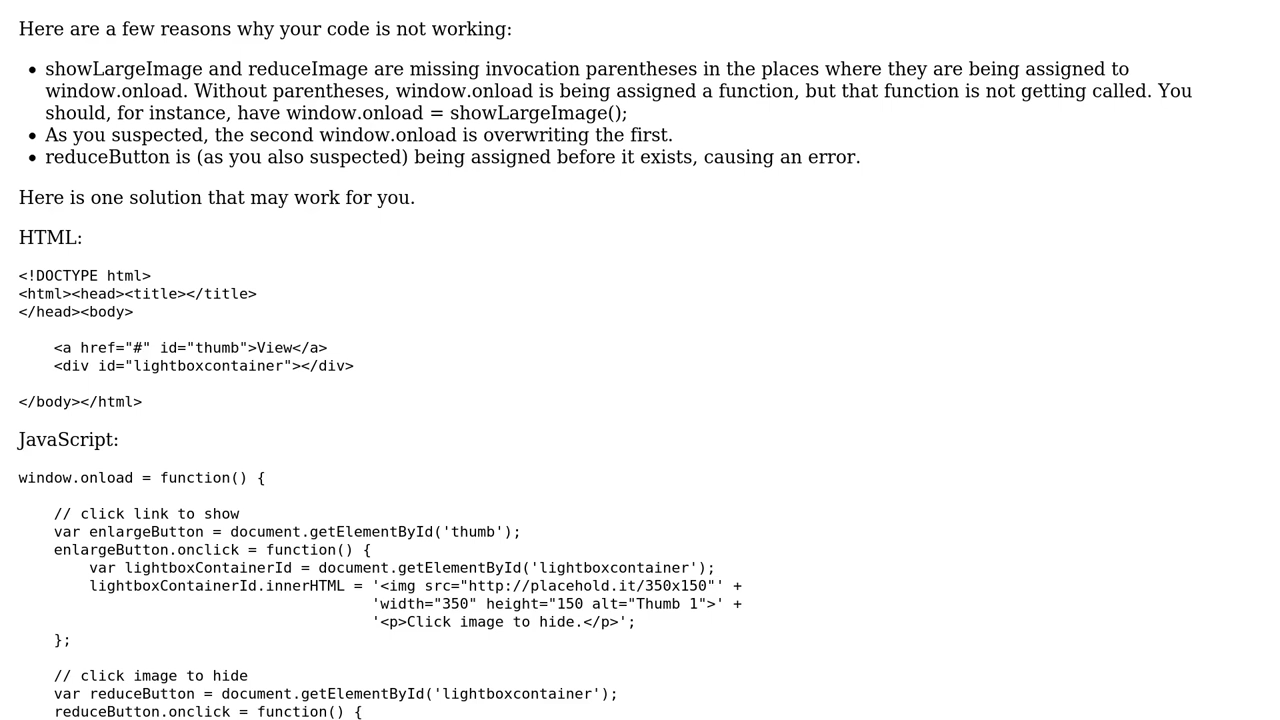 Here are a few reasons why your code is not working:
• showLargeImage and reduceImage are missing invocation parentheses in the places where they are being assigned to
window.onload. Without parentheses, window.onload is being assigned a function, but that function is not getting called. You
should, for instance, have window.onload = showLargeImage();
• As you suspected, the second window.onload is overwriting the first.
• reduceButton is (as you also suspected) being assigned before it exists, causing an error.
Here is one solution that may work for you.
HTML:
<!DOCTYPE html>
<html><head><title></title>
</head><body>
    <a href="#" id="thumb">View</a>
    <div id="lightboxcontainer"></div>
</body></html>
JavaScript:
window.onload = function() {
    // click link to show
    var enlargeButton = document.getElementById('thumb');
    enlargeButton.onclick = function() {
        var lightboxContainerId = document.getElementById('lightboxcontainer');
        lightboxContainerId.innerHTML = '<img src="http://placehold.it/350x150"' +
                                        'width="350" height="150 alt="Thumb 1">' +
                                        '<p>Click image to hide.</p>';
    };
    // click image to hide
    var reduceButton = document.getElementById('lightboxcontainer');
    reduceButton.onclick = function() {